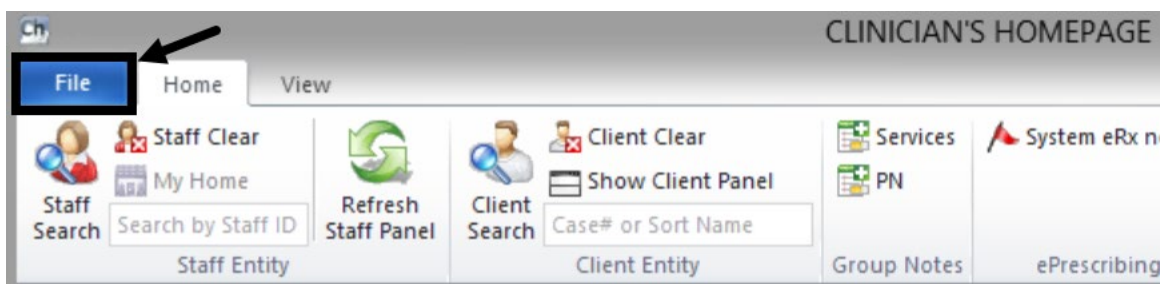 Ch
CLINICIAN'S HOMEPAGE
File Home View
Staff Clear
My Home
Staff
Search
Search by Staff ID
Refresh
Staff Panel
Staff Entity
Client Clear
Show Client Panel
Client
Search
Case# or Sort Name
Client Entity
Services
PN
Group Notes
System eRx
ePrescribing